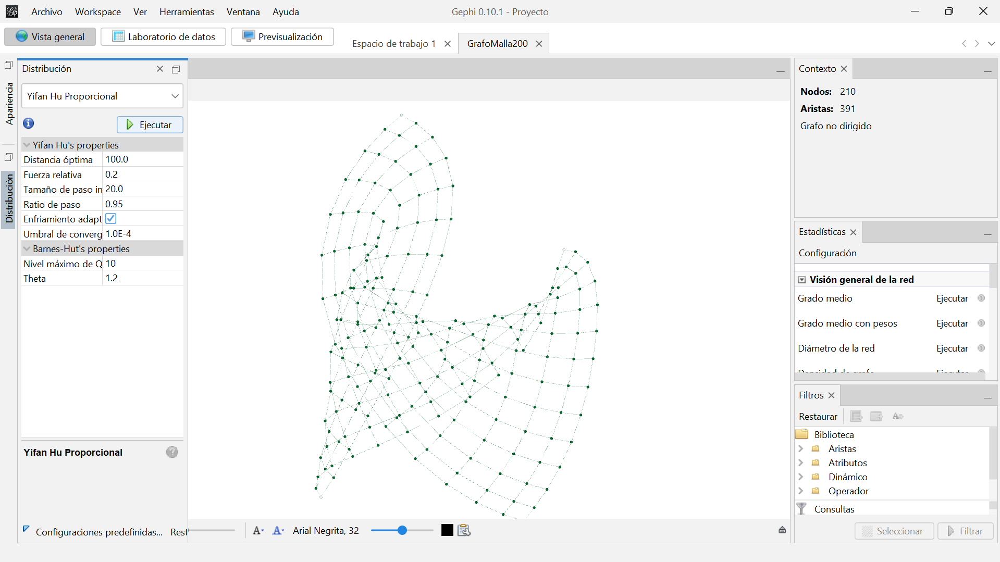 Archivo Workspace Ver Herramientas Ventana Ayuda
Gephi 0.10.1 - Proyecto
Vista general
Laboratorio de datos
Previsualización
Espacio de trabajo 1
GrafoMalla200
Apariencia
Distribución
Distribución
Yifan Hu Proporcional
Ejecutar
Yifan Hu's properties
Distancia óptima 100.0
Fuerza relativa 0.2
Tamaño de paso in 20.0
Ratio de paso 0.95
Enfriamiento adapt
Umbral de converg 1.0E-4
Barnes-Hut's properties
Nivel máximo de Q 10
Theta 1.2
Yifan Hu Proporcional
Configuraciones predefinidas... Rest
Arial Negrita, 32
Contexto
Nodos: 210
Aristas: 391
Grafo no dirigido
Estadísticas
Configuración
Visión general de la red
Grado medio Ejecutar
Grado medio con pesos Ejecutar
Diámetro de la red Ejecutar
Densidad de grafo Ejecutar
Filtros
Restaurar
Biblioteca
Aristas
Atributos
Dinámico
Operador
Consultas
Seleccionar
Filtrar